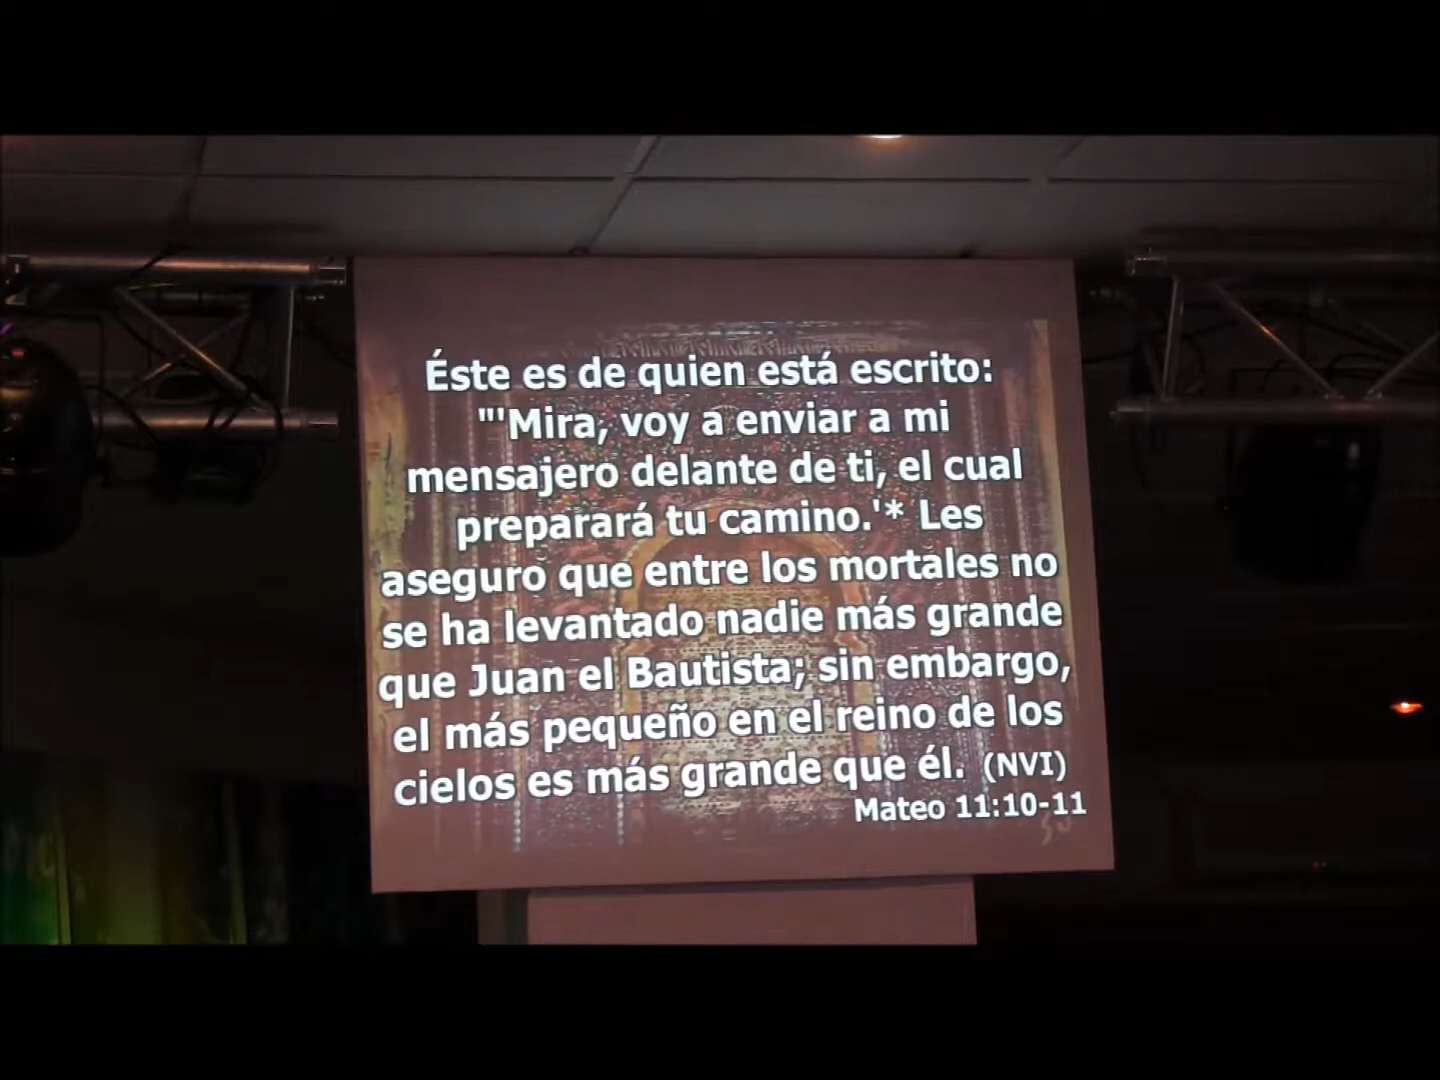 Éste es de quien está escrito:
"'Mira, voy a enviar a mi
mensajero delante de ti, el cual
preparará tu camino.'* Les
aseguro que entre los mortales no
se ha levantado nadie más grande
que Juan el Bautista; sin embargo,
el más pequeño en el reino de los
cielos es más grande que él. (NVI)
Mateo 11:10-11